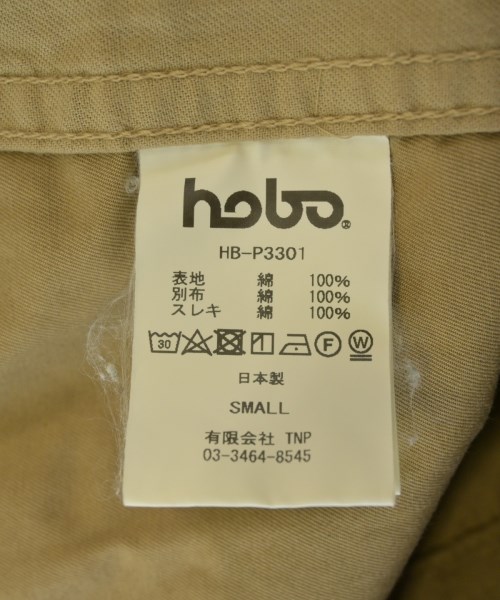 hobo®
HB-P3301
表地 綿 100%
別布 綿 100%
スレキ 綿 100%
30 F W
日本製
SMALL
有限会社 TNP
03-3464-8545